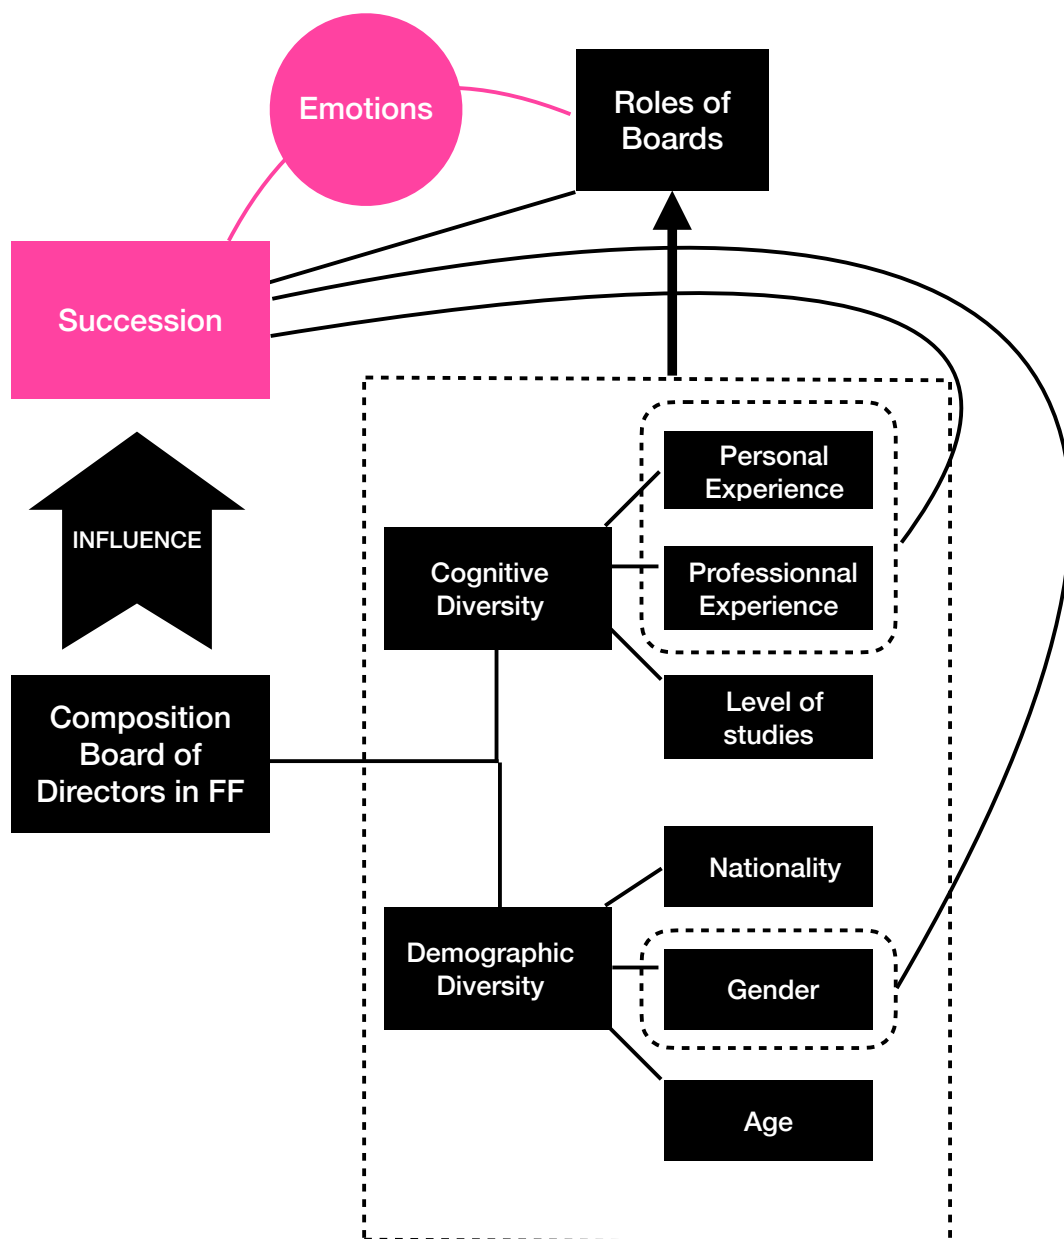 Emotions
Roles of
Boards
Succession
INFLUENCE
Composition
Board of
Directors in FF
Cognitive
Diversity
Personal
Experience
Professionnal
Experience
Level of
studies
Demographic
Diversity
Nationality
Gender
Age